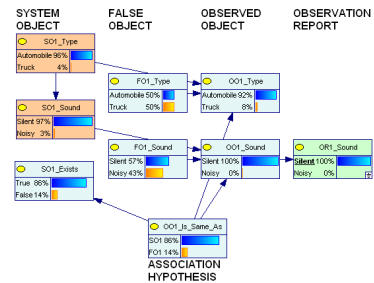 SYSTEM OBJECT
FALSE OBJECT
OBSERVED OBJECT
OBSERVATION REPORT
SO1_Type
Automobile 96%
Truck 4%
FO1_Type
Automobile 50%
Truck 50%
OO1_Type
Automobile 92%
Truck 8%
SO1_Sound
Silent 97%
Noisy 3%
FO1_Sound
Silent 57%
Noisy 43%
OO1_Sound
Silent 100%
Noisy 0%
OR1_Sound
Silent 100%
Noisy 0%
SO1_Exists
True 86%
False 14%
OO1_Is_Same_As
SO1 86%
FO1 14%
ASSOCIATION
HYPOTHESIS